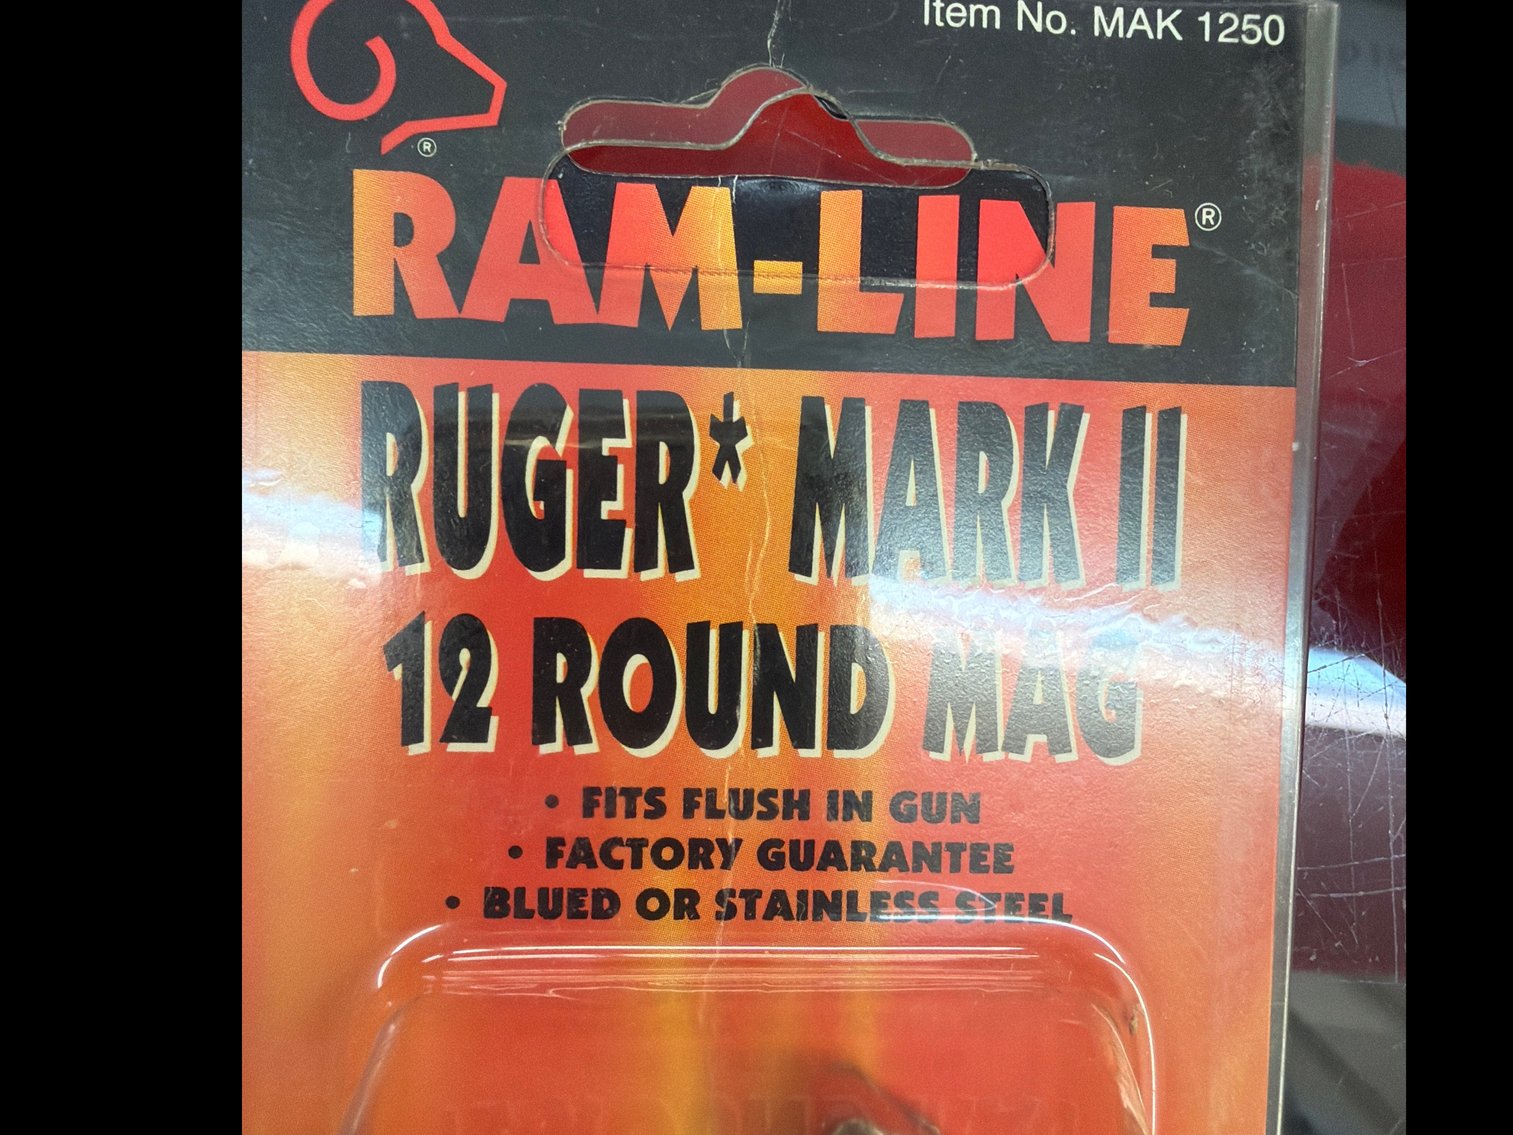 Item No. MAK 1250
®
RAM-LINE®
RUGER* MARK II
12 ROUND MAG
• FITS FLUSH IN GUN
• FACTORY GUARANTEE
• BLUED OR STAINLESS STEEL